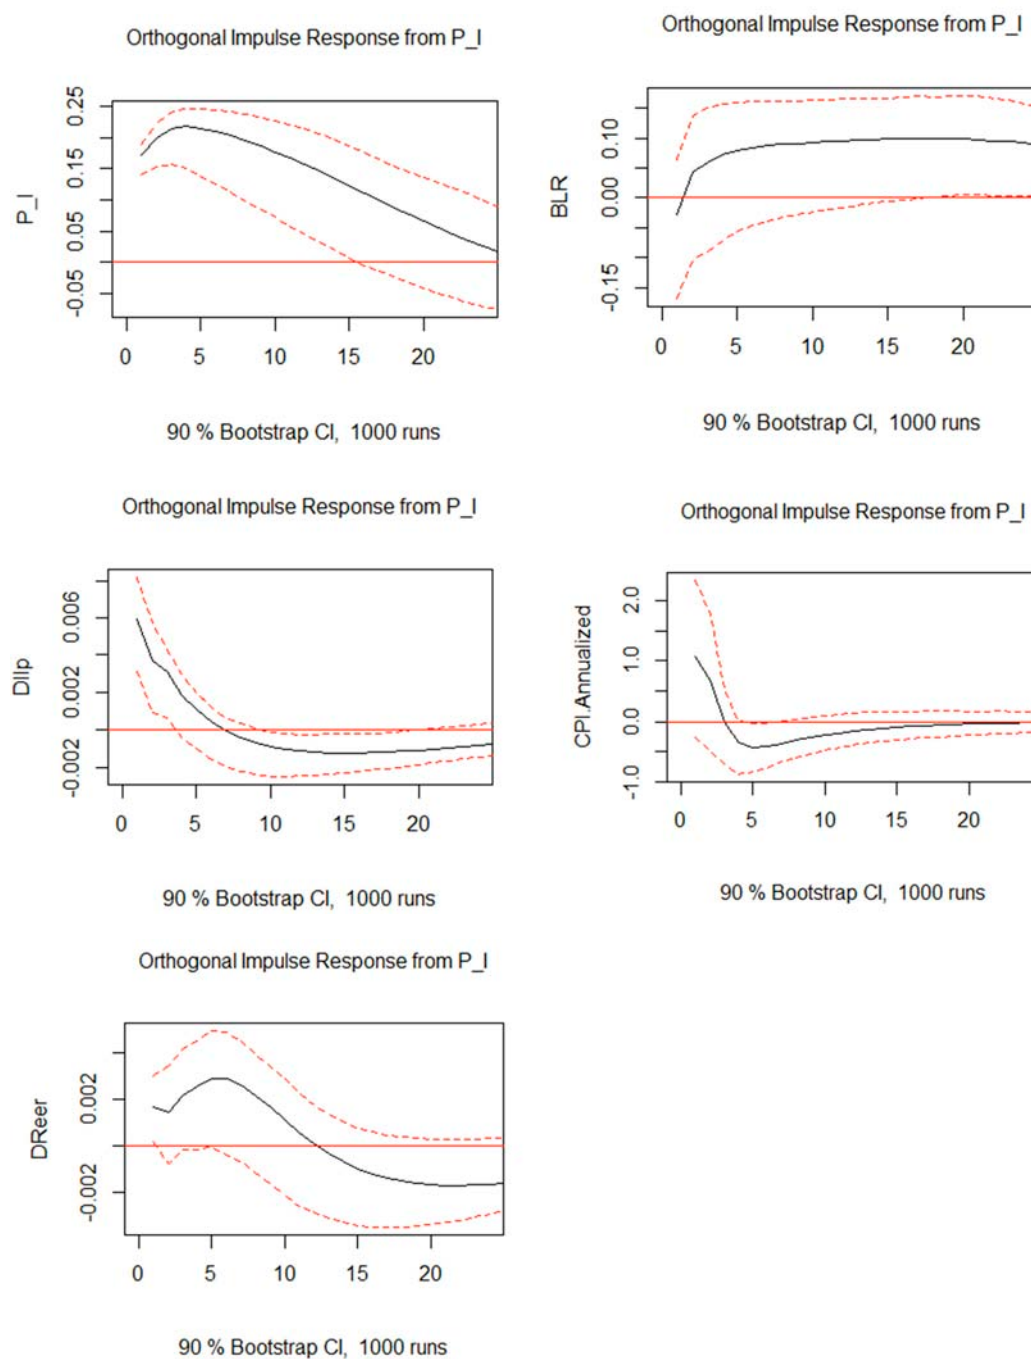 Orthogonal Impulse Response from P_I
P_I
0.25
0.15
0.05
-0.05
0 5 10 15 20
90 % Bootstrap CI, 1000 runs
Orthogonal Impulse Response from P_I
BLR
0.10
0.00
-0.15
0 5 10 15 20
90 % Bootstrap CI, 1000 runs
Orthogonal Impulse Response from P_I
0.006
0.002
-0.002
0 5 10 15 20
90 % Bootstrap CI, 1000 runs
Orthogonal Impulse Response from P_I
CPI.Annualized
2.0
1.0
0.0
-1.0
0 5 10 15 20
90 % Bootstrap CI, 1000 runs
Orthogonal Impulse Response from P_I
DReer
0.002
-0.002
0 5 10 15 20
90 % Bootstrap CI, 1000 runs